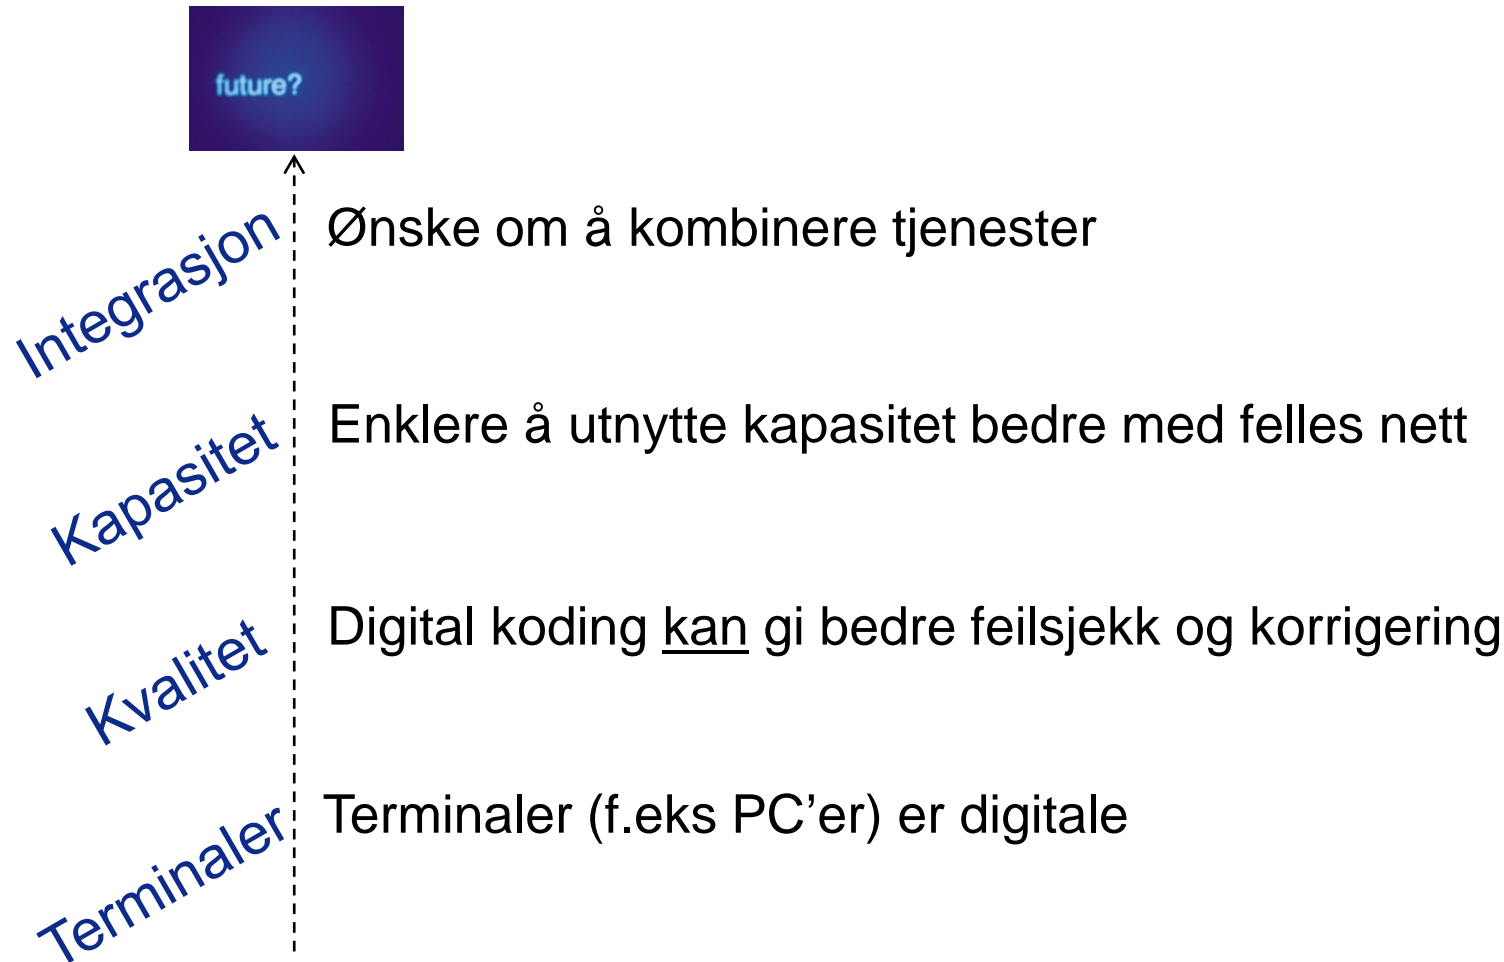 future?
Integrasjon
Ønske om å kombinere tjenester
Kapasitet
Enklere å utnytte kapasitet bedre med felles nett
Kvalitet
Digital koding kan gi bedre feilsjekk og korrigering
Terminaler
Terminaler (f.eks PC’er) er digitale